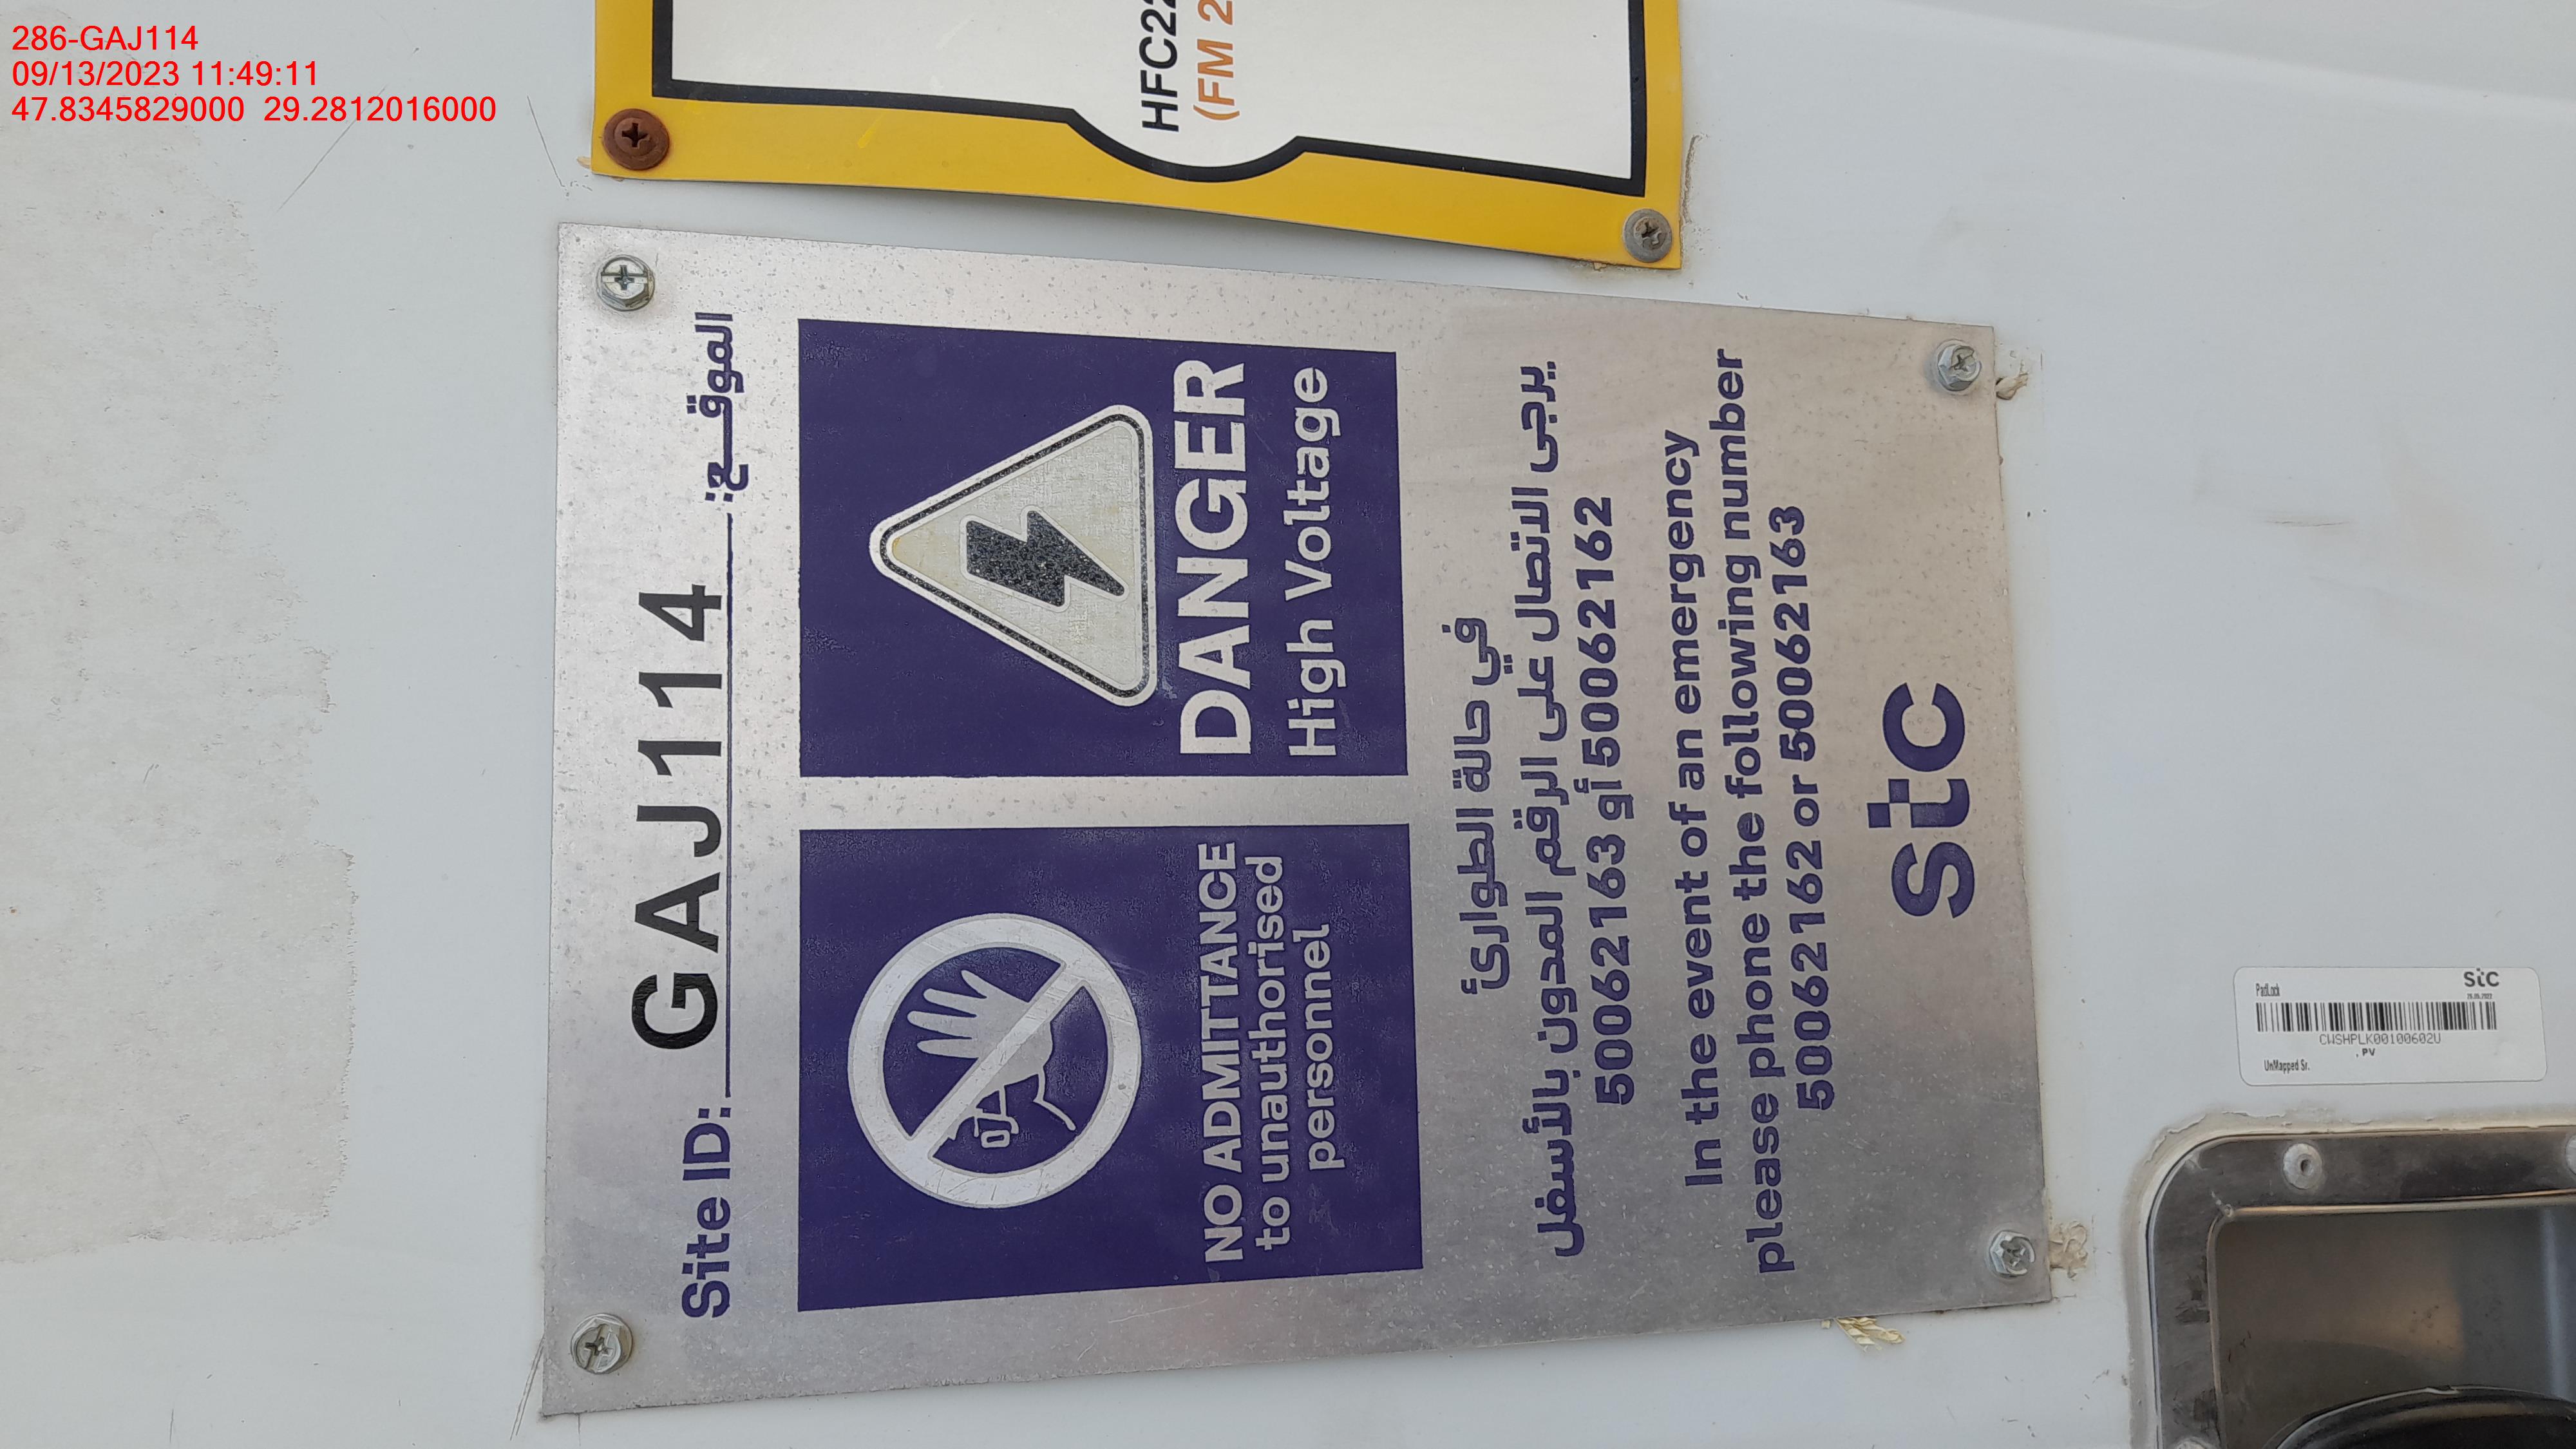 286-GAJ114
09/13/2023 11:49:11
47.8345829000 29.2812016000
HFC22
(FM 2
Site ID: GAJ114 الموقع:
NO ADMITTANCE
to unauthorised
personnel
DANGER
High Voltage
في حالة الطوارئ
يرجى الاتصال على الرقم المدون بالأسفل
50062163 أو 50062162
In the event of an emergency
please phone the following number
50062162 or 50062163
stc
PadLock
stc
CWSHPLK00100602U
. PV
UnMapped Sr.